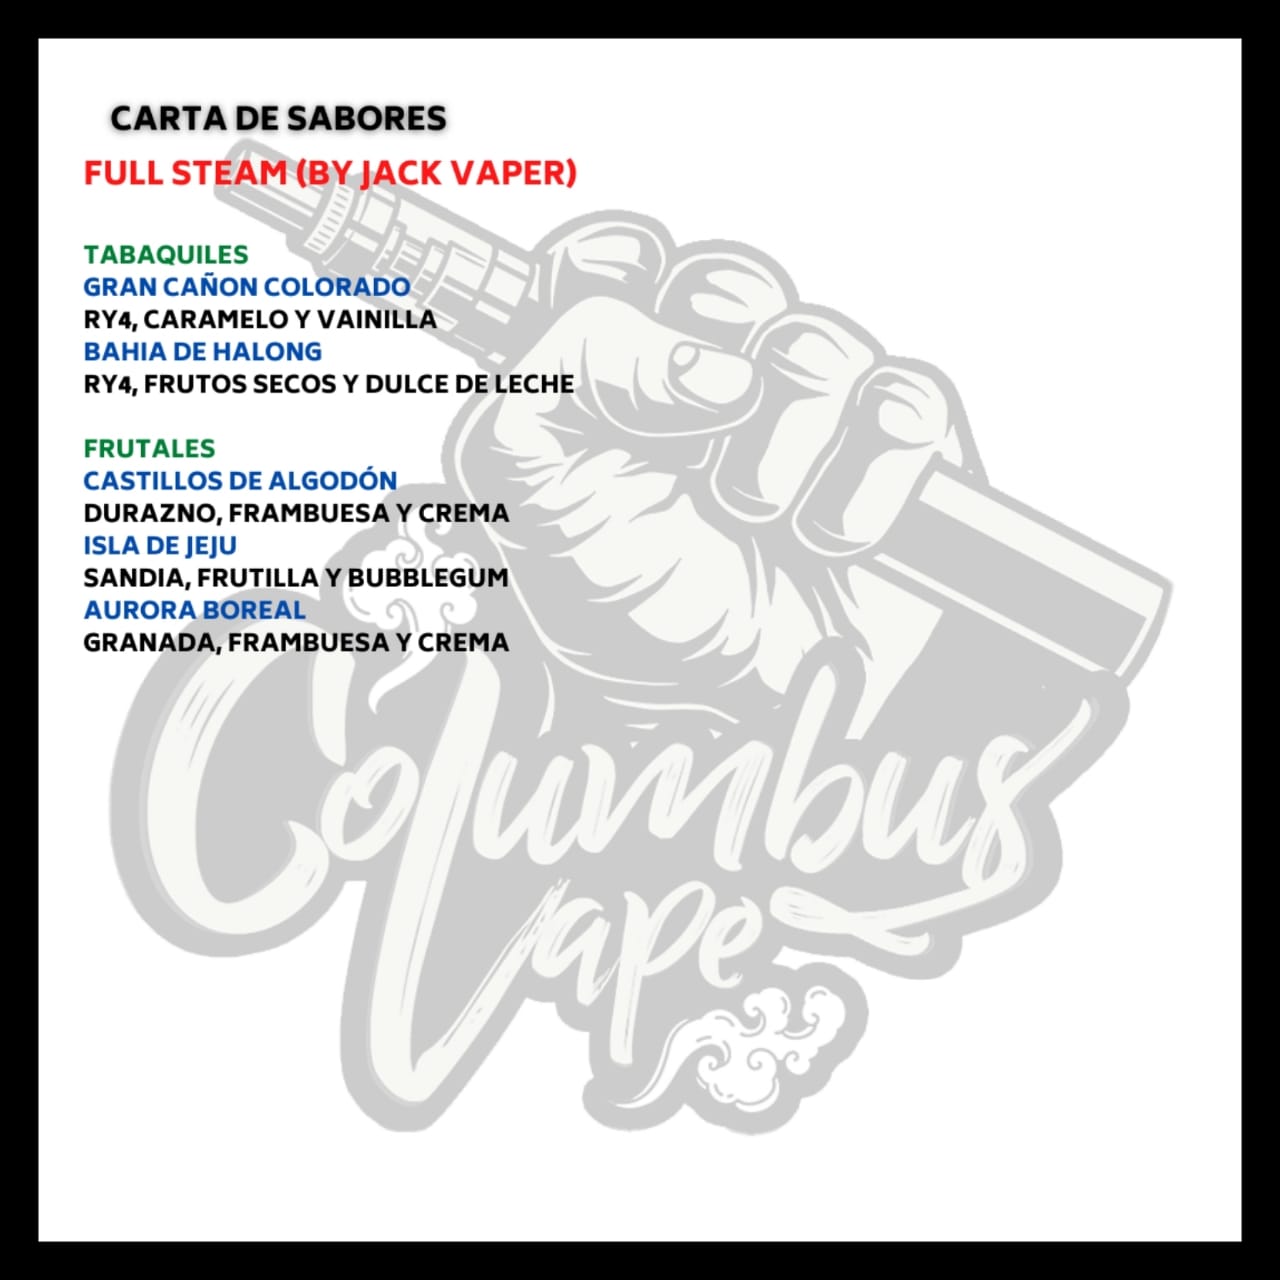 CARTA DE SABORES
FULL STEAM (BY JACK VAPER)
TABAQUILES
GRAN CAÑON COLORADO
RY4, CARAMELO Y VAINILLA
BAHIA DE HALONG
RY4, FRUTOS SECOS Y DULCE DE LECHE
FRUTALES
CASTILLOS DE ALGODÓN
DURAZNO, FRAMBUESA Y CREMA
ISLA DE JEJU
SANDIA, FRUTILLA Y BUBBLEGUM
AURORA BOREAL
GRANADA, FRAMBUESA Y CREMA
Columbus
Vape